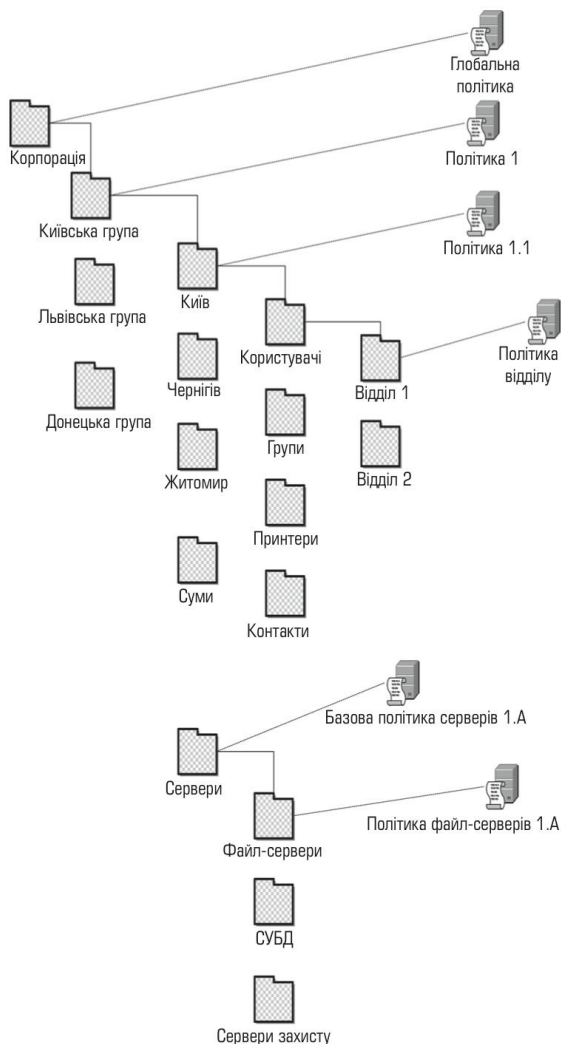 Глобальна
політика
Корпорація
Політика 1
Київська група
Політика 1.1
Київ
Львівська група
Користувачі
Політика
відділу
Чернігів
Відділ 1
Донецька група
Групи
Житомир
Відділ 2
Принтери
Суми
Контакти
Базова політика серверів 1.А
Сервери
Політика файл-серверів 1.А
Файл-сервери
СУБД
Сервери захисту